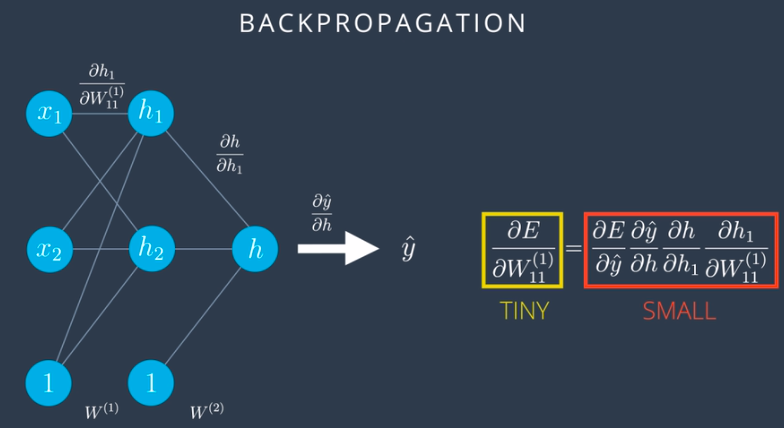 BACKPROPAGATION
∂h₁/∂W₁₁⁽¹⁾
x₁ h₁
∂h/∂h₁
∂ŷ/∂h
x₂ h₂ h ŷ
∂E/∂W₁₁⁽¹⁾ = ∂E/∂ŷ ∂ŷ/∂h ∂h/∂h₁ ∂h₁/∂W₁₁⁽¹⁾
TINY SMALL
1 1
W⁽¹⁾ W⁽²⁾